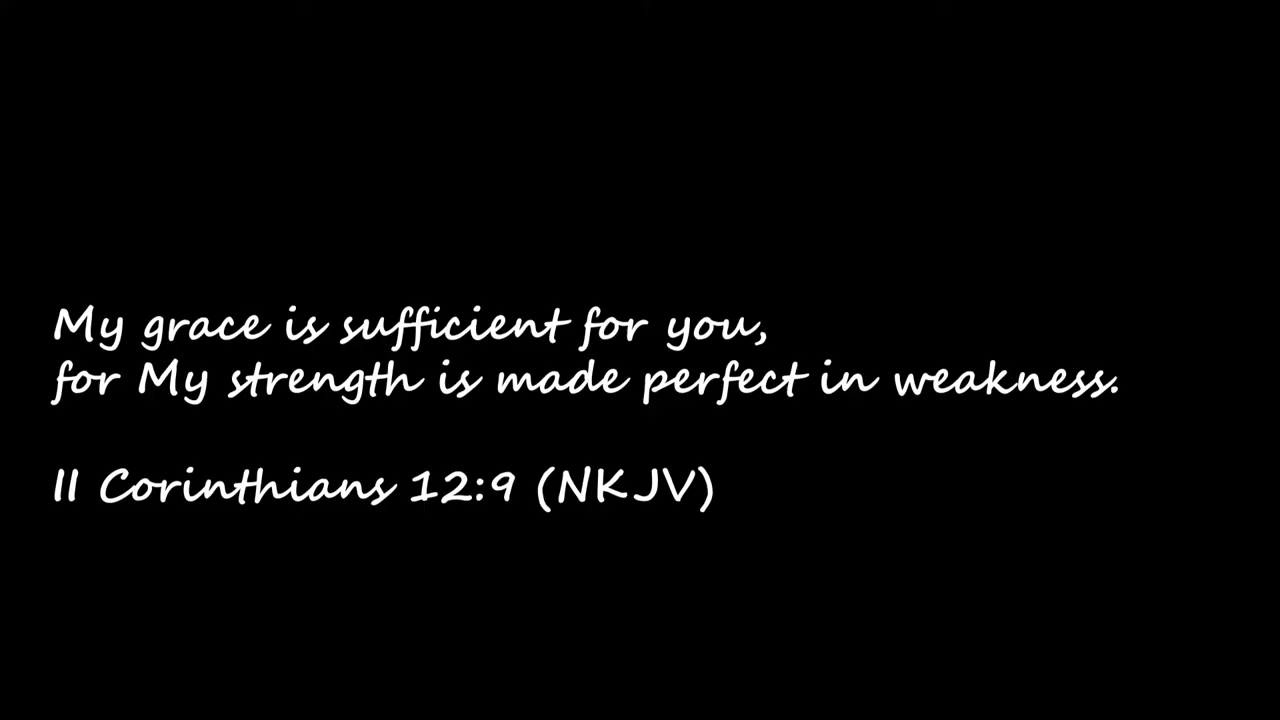 My grace is sufficient for you,
for My strength is made perfect in weakness.
II Corinthians 12:9 (NKJV)